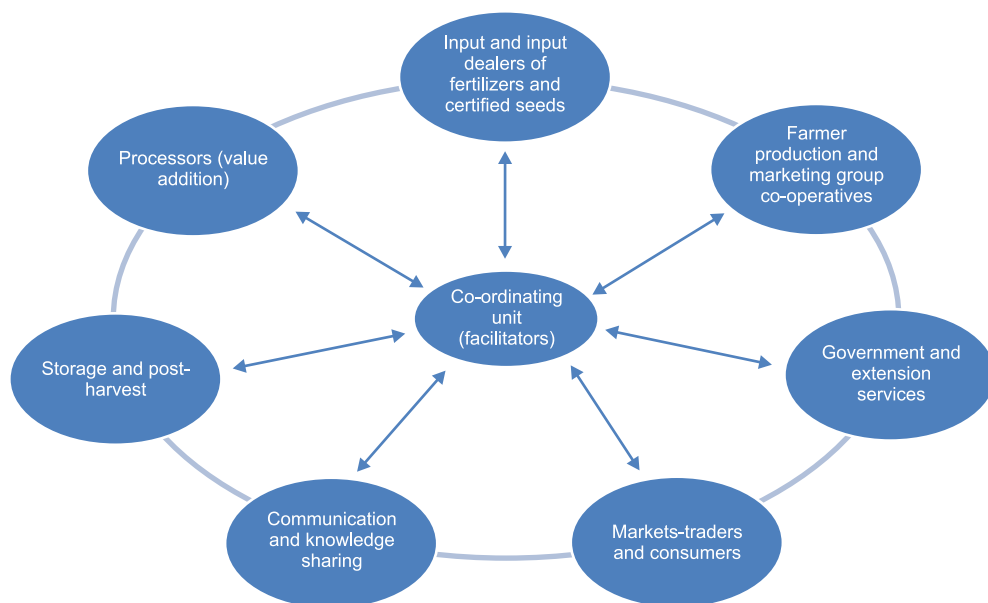 Input and input
dealers of
fertilizers and
certified seeds
Farmer
production and
marketing group
co-operatives
Processors (value
addition)
Co-ordinating
unit
(facilitators)
Government and
extension
services
Storage and post-
harvest
Communication
and knowledge
sharing
Markets-traders
and consumers